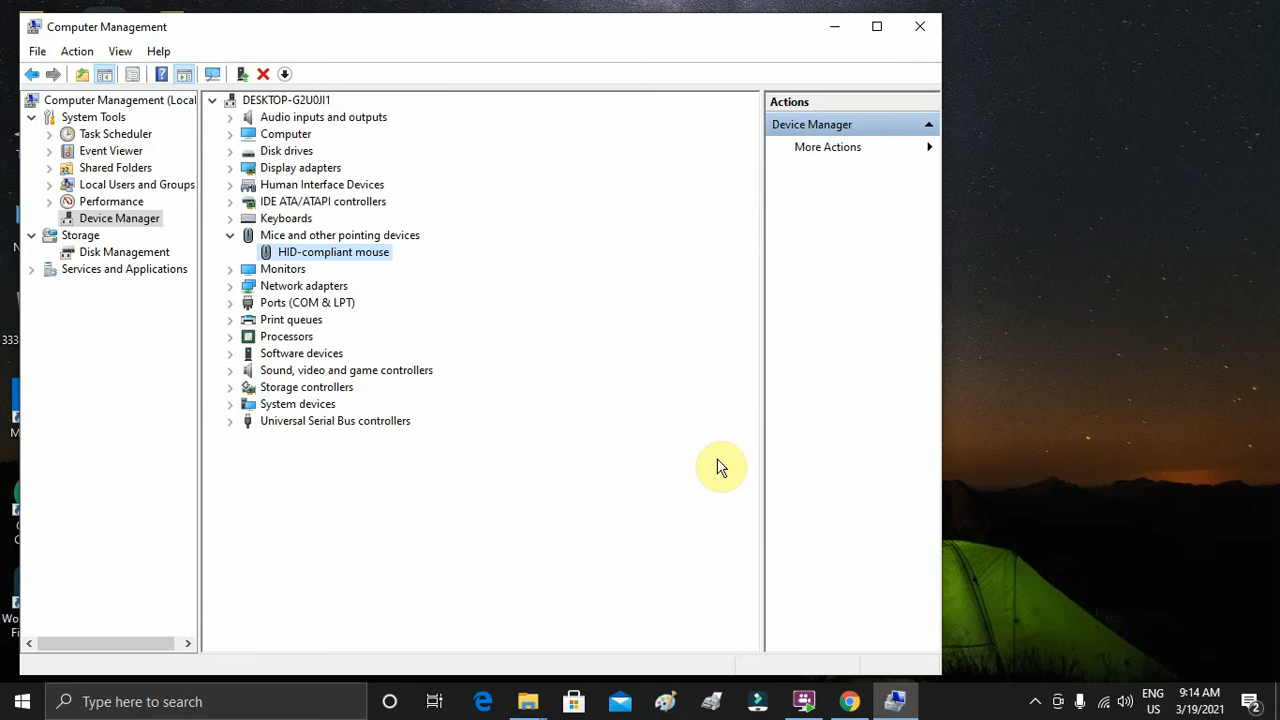 Computer Management
File Action View Help
Computer Management (Local
System Tools
Task Scheduler
Event Viewer
Shared Folders
Local Users and Groups
Performance
Device Manager
Storage
Disk Management
Services and Applications
DESKTOP-G2U0JI1
Audio inputs and outputs
Computer
Disk drives
Display adapters
Human Interface Devices
IDE ATA/ATAPI controllers
Keyboards
Mice and other pointing devices
HID-compliant mouse
Monitors
Network adapters
Ports (COM & LPT)
Print queues
Processors
Software devices
Sound, video and game controllers
Storage controllers
System devices
Universal Serial Bus controllers
Actions
Device Manager
More Actions
333
Type here to search
ENG
US
9:14 AM
3/19/2021
2